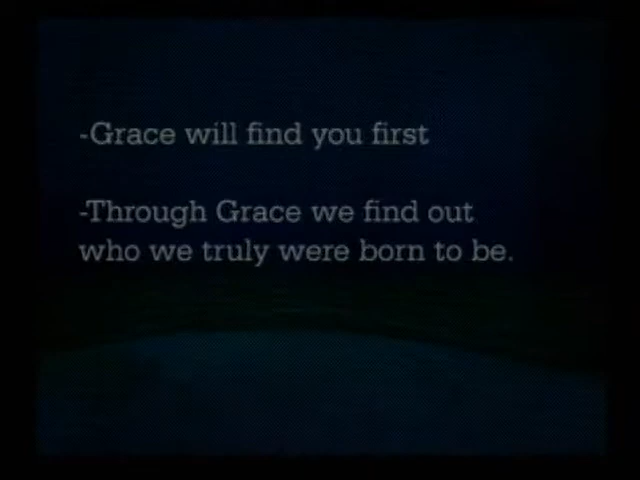 -Grace will find you first
-Through Grace we find out
who we truly were born to be.